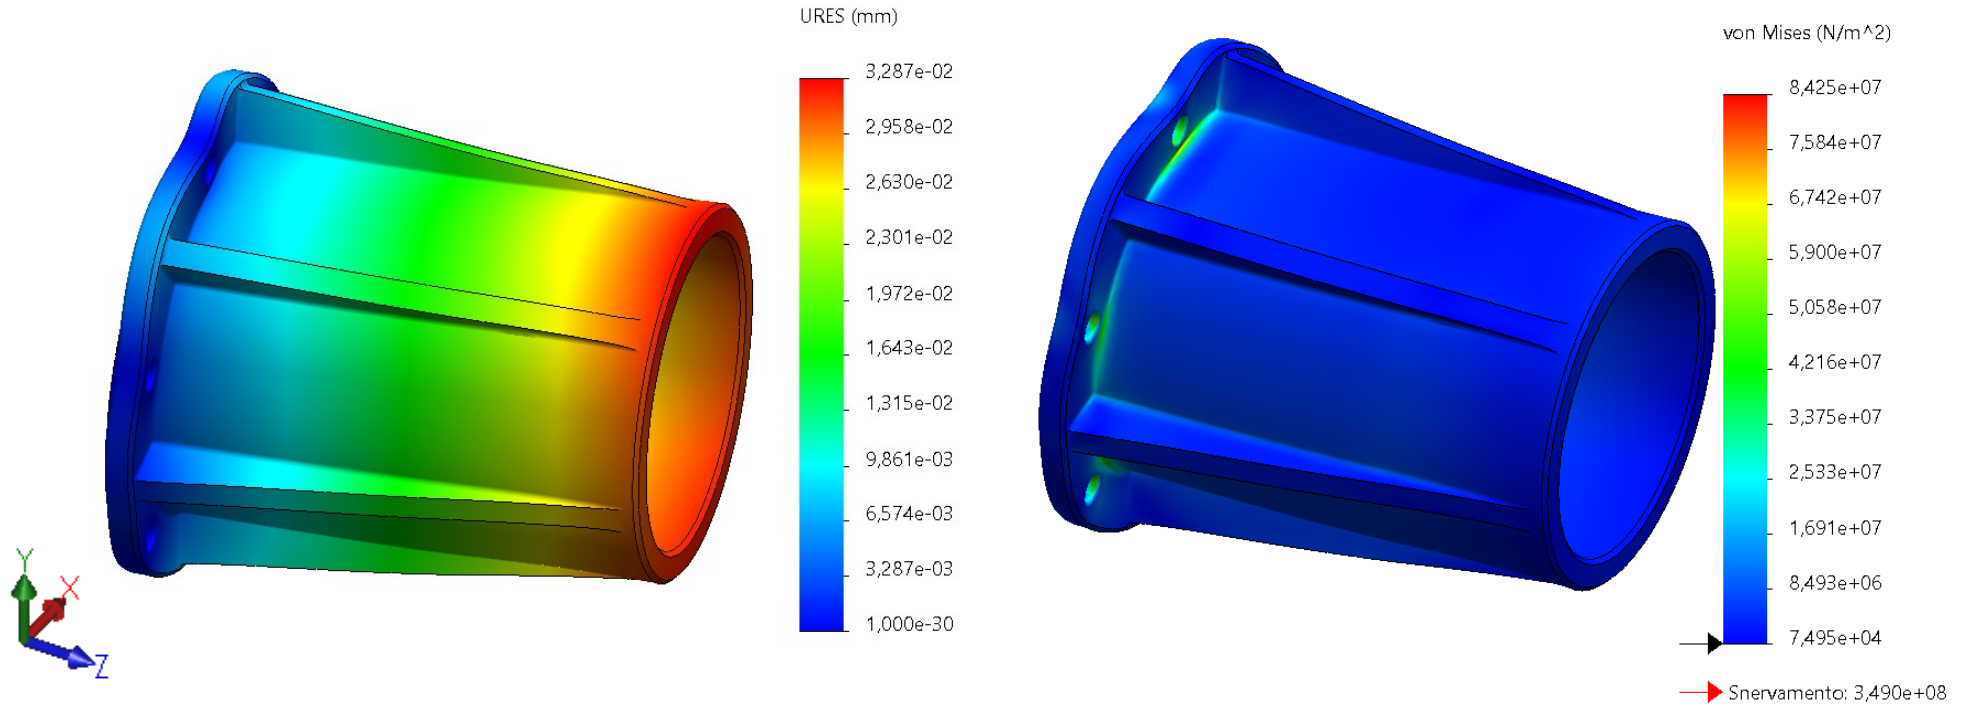 URES (mm)
3,287e-02
2,958e-02
2,630e-02
2,301e-02
1,972e-02
1,643e-02
1,315e-02
9,861e-03
6,574e-03
3,287e-03
1,000e-30
Y
X
Z
von Mises (N/m^2)
8,425e+07
7,584e+07
6,742e+07
5,900e+07
5,058e+07
4,216e+07
3,375e+07
2,533e+07
1,691e+07
8,493e+06
7,495e+04
Snervamento: 3,490e+08